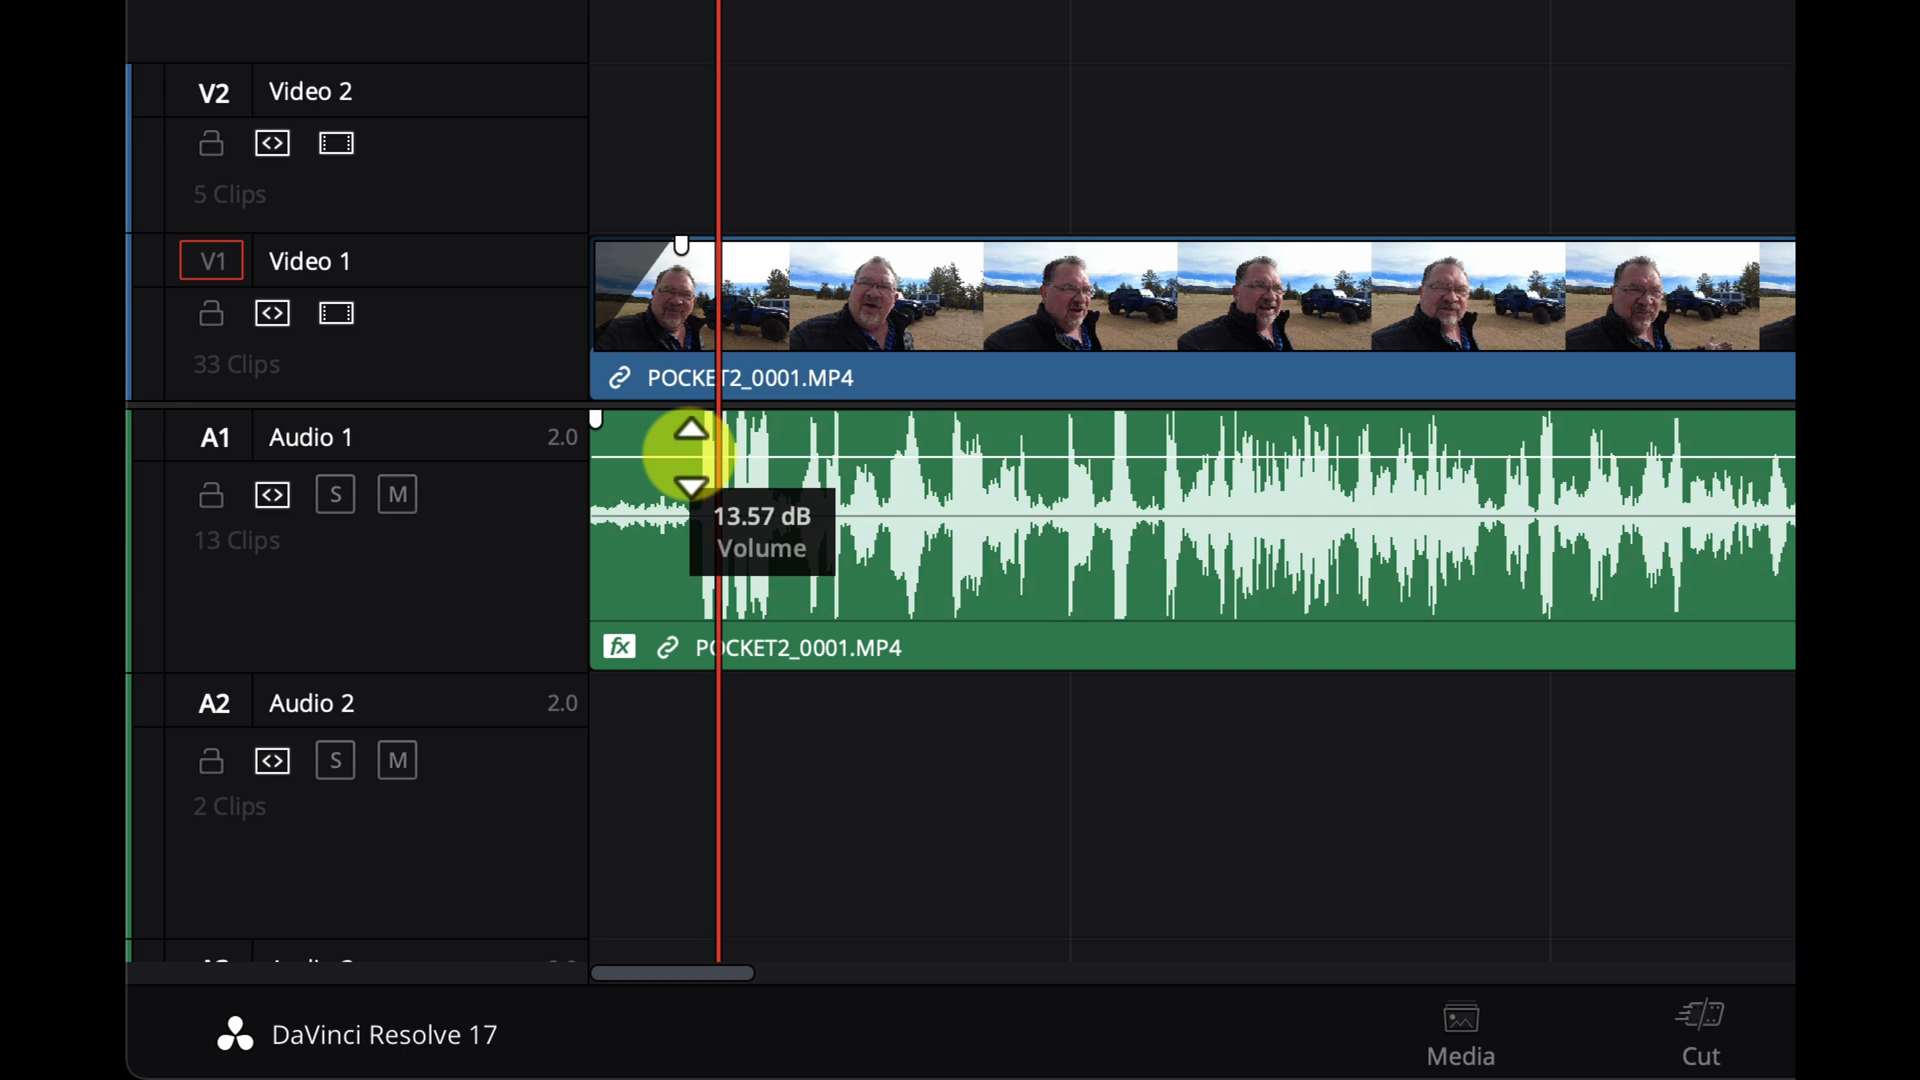 V2 Video 2
5 Clips
V1 Video 1
33 Clips
POCKET2_0001.MP4
A1 Audio 1 2.0
S M
13 Clips
13.57 dB
Volume
fx POCKET2_0001.MP4
A2 Audio 2 2.0
S M
2 Clips
DaVinci Resolve 17
Media
Cut